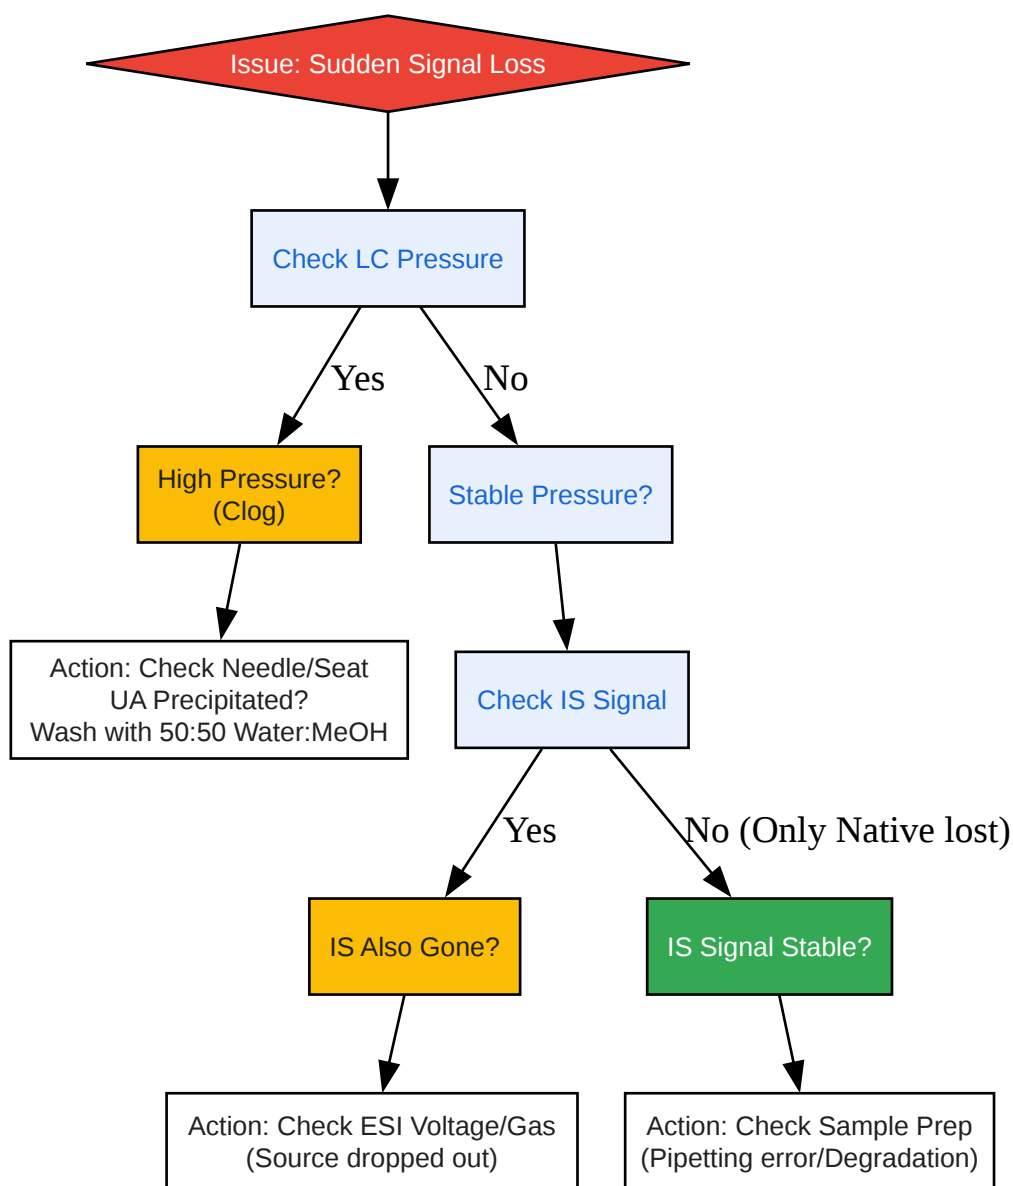 Issue: Sudden Signal Loss
Check LC Pressure
Yes
No
High Pressure?
(Clog)
Stable Pressure?
Action: Check Needle/Seat
UA Precipitated?
Wash with 50:50 Water:MeOH
Check IS Signal
Yes
No (Only Native lost)
IS Also Gone?
IS Signal Stable?
Action: Check ESI Voltage/Gas
(Source dropped out)
Action: Check Sample Prep
(Pipetting error/Degradation)